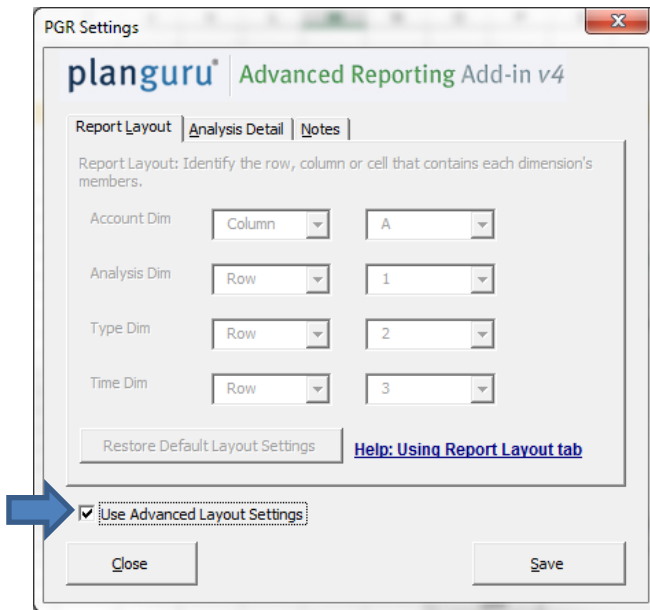 PGR Settings
planguru Advanced Reporting Add-in v4
Report Layout Analysis Detail Notes
Report Layout: Identify the row, column or cell that contains each dimension's
members.
Account Dim Column A
Analysis Dim Row 1
Type Dim Row 2
Time Dim Row 3
Restore Default Layout Settings Help: Using Report Layout tab
Use Advanced Layout Settings
Close Save